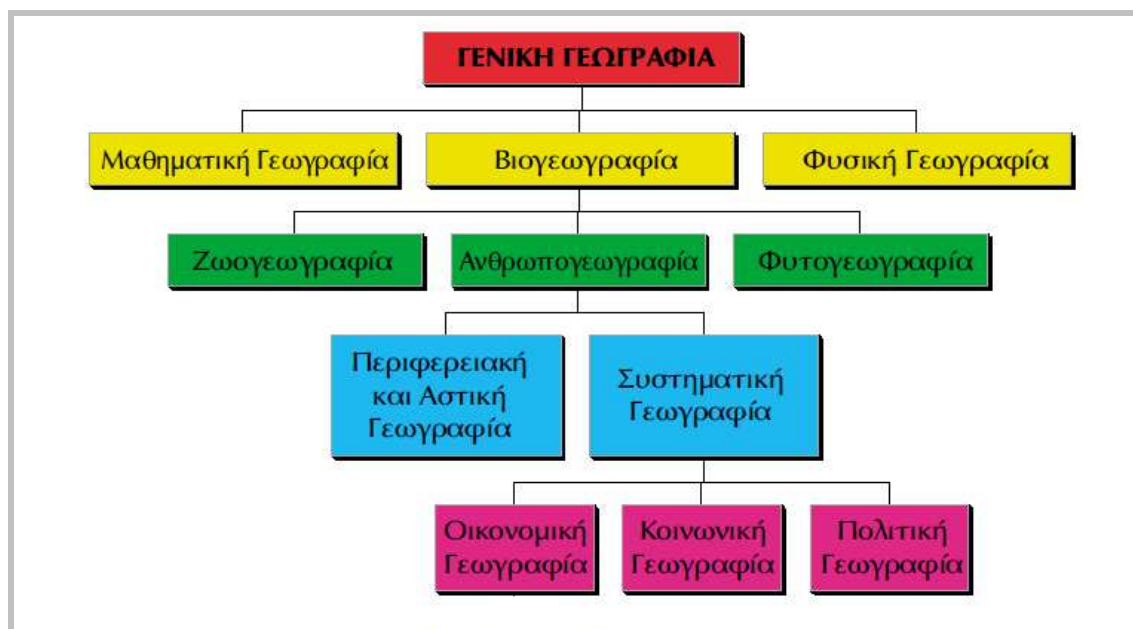 ΓΕΝΙΚΗ ΓΕΩΓΡΑΦΙΑ
Μαθηματική Γεωγραφία
Βιογεωγραφία
Φυσική Γεωγραφία
Ζωογεωγραφία
Ανθρωπογεωγραφία
Φυτογεωγραφία
Περιφερειακή
και Αστική
Γεωγραφία
Συστηματική
Γεωγραφία
Οικονομική
Γεωγραφία
Κοινωνική
Γεωγραφία
Πολιτική
Γεωγραφία